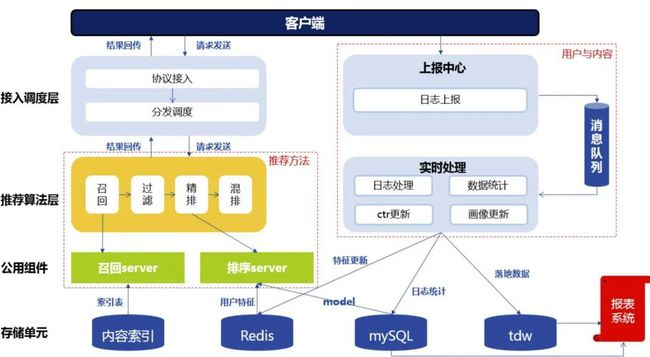 客户端
结果回传
请求发送
用户与内容
接入调度层
协议接入
分发调度
上报中心
日志上报
消息队列
结果回传
请求发送
推荐方法
推荐算法层
召回
过滤
精排
混排
实时处理
日志处理
数据统计
ctr更新
画像更新
公用组件
召回server
排序server
特征更新
落地数据
索引表
用户特征
model
日志统计
存储单元
内容索引
Redis
mySQL
tdw
报表
系统